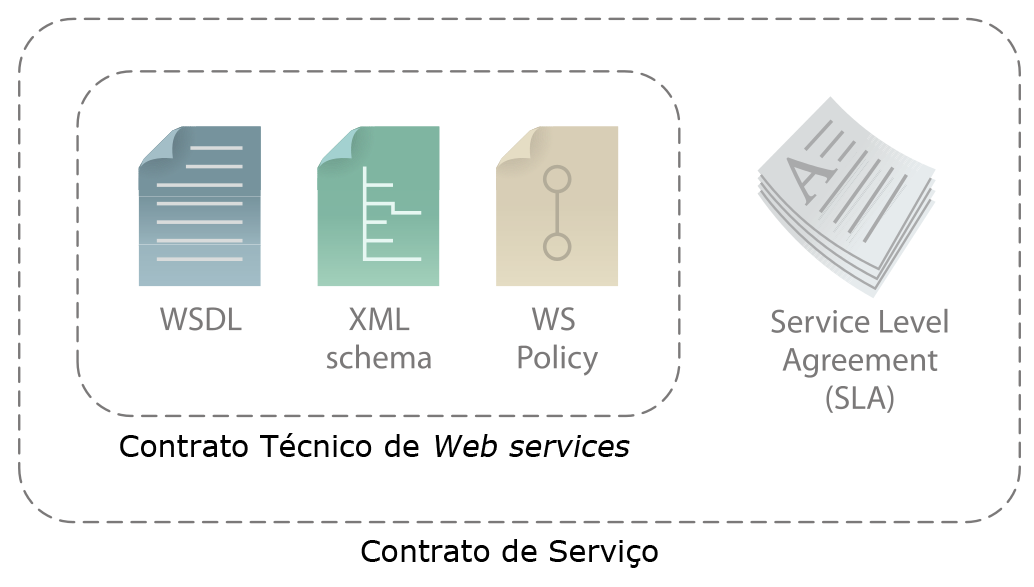 WSDL
XML
schema
WS
Policy
Service Level
Agreement
(SLA)
Contrato Técnico de Web services
Contrato de Serviço